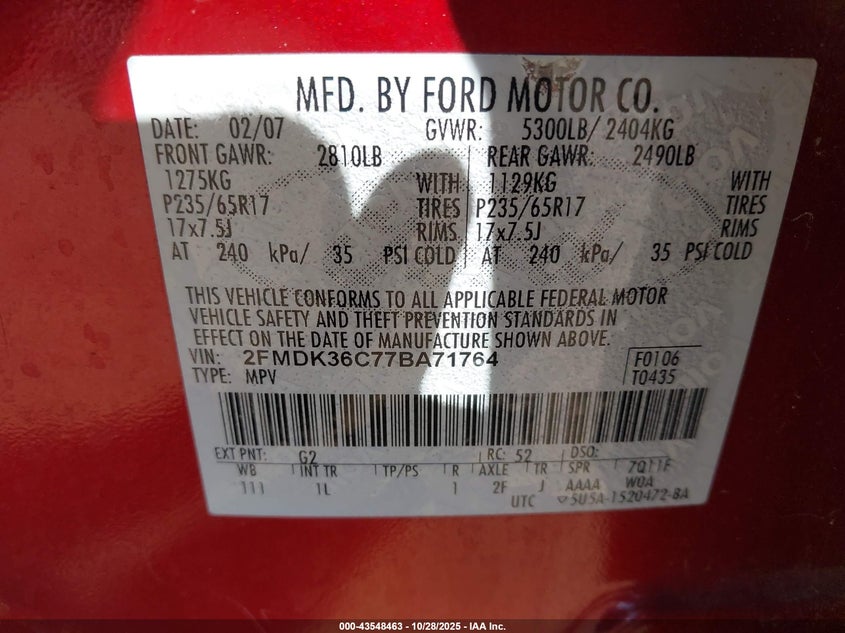 MFD. BY FORD MOTOR CO.
DATE: 02/07 GVWR: 5300LB/ 2404KG
FRONT GAWR: 2810LB REAR GAWR: 2490LB
1275KG WITH 1129KG WITH
P235/65R17 TIRES P235/65R17 TIRES
17x7.5J RIMS 17x7.5J RIMS
AT 240 kPa/ 35 PSI COLD AT 240 kPa/ 35 PSI COLD
THIS VEHICLE CONFORMS TO ALL APPLICABLE FEDERAL MOTOR
VEHICLE SAFETY AND THEFT PREVENTION STANDARDS IN
EFFECT ON THE DATE OF MANUFACTURE SHOWN ABOVE.
VIN: 2FMDK36C77BA71764 F0106
TYPE: MPV T0435
EXT PNT: G2 RC: 52 DSO:
WB INT TR TP/PS R AXLE TR SPR 7Q11F
111 1L 1 2F J AAAA W0A
UTC 5U5A-1520472-BA
000-43548463 10/28/2025 - IAA Inc.